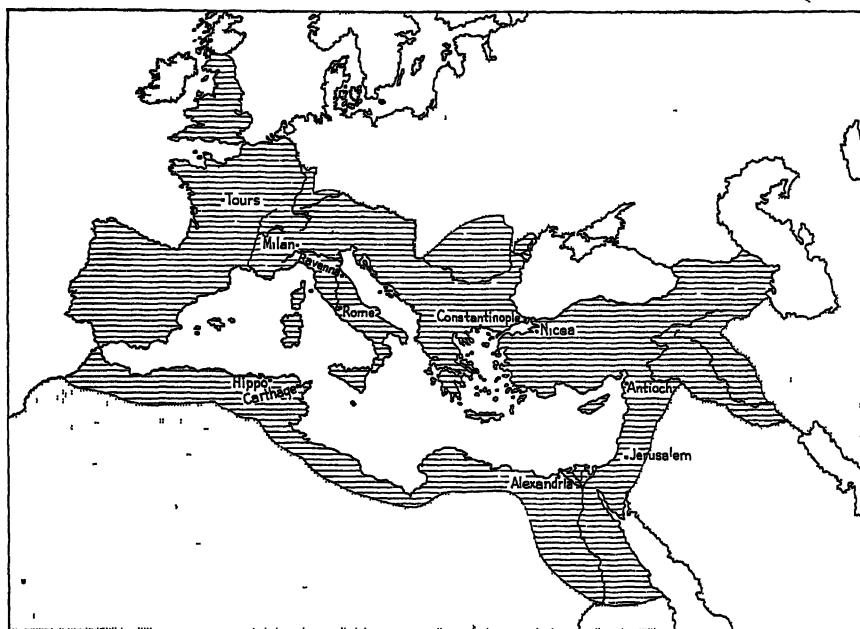 Tours
Milan
Ravenna
Rome
Constantinople
Nicea
Hippo
Carthage
Antioch
Jerusalem
Alexandria